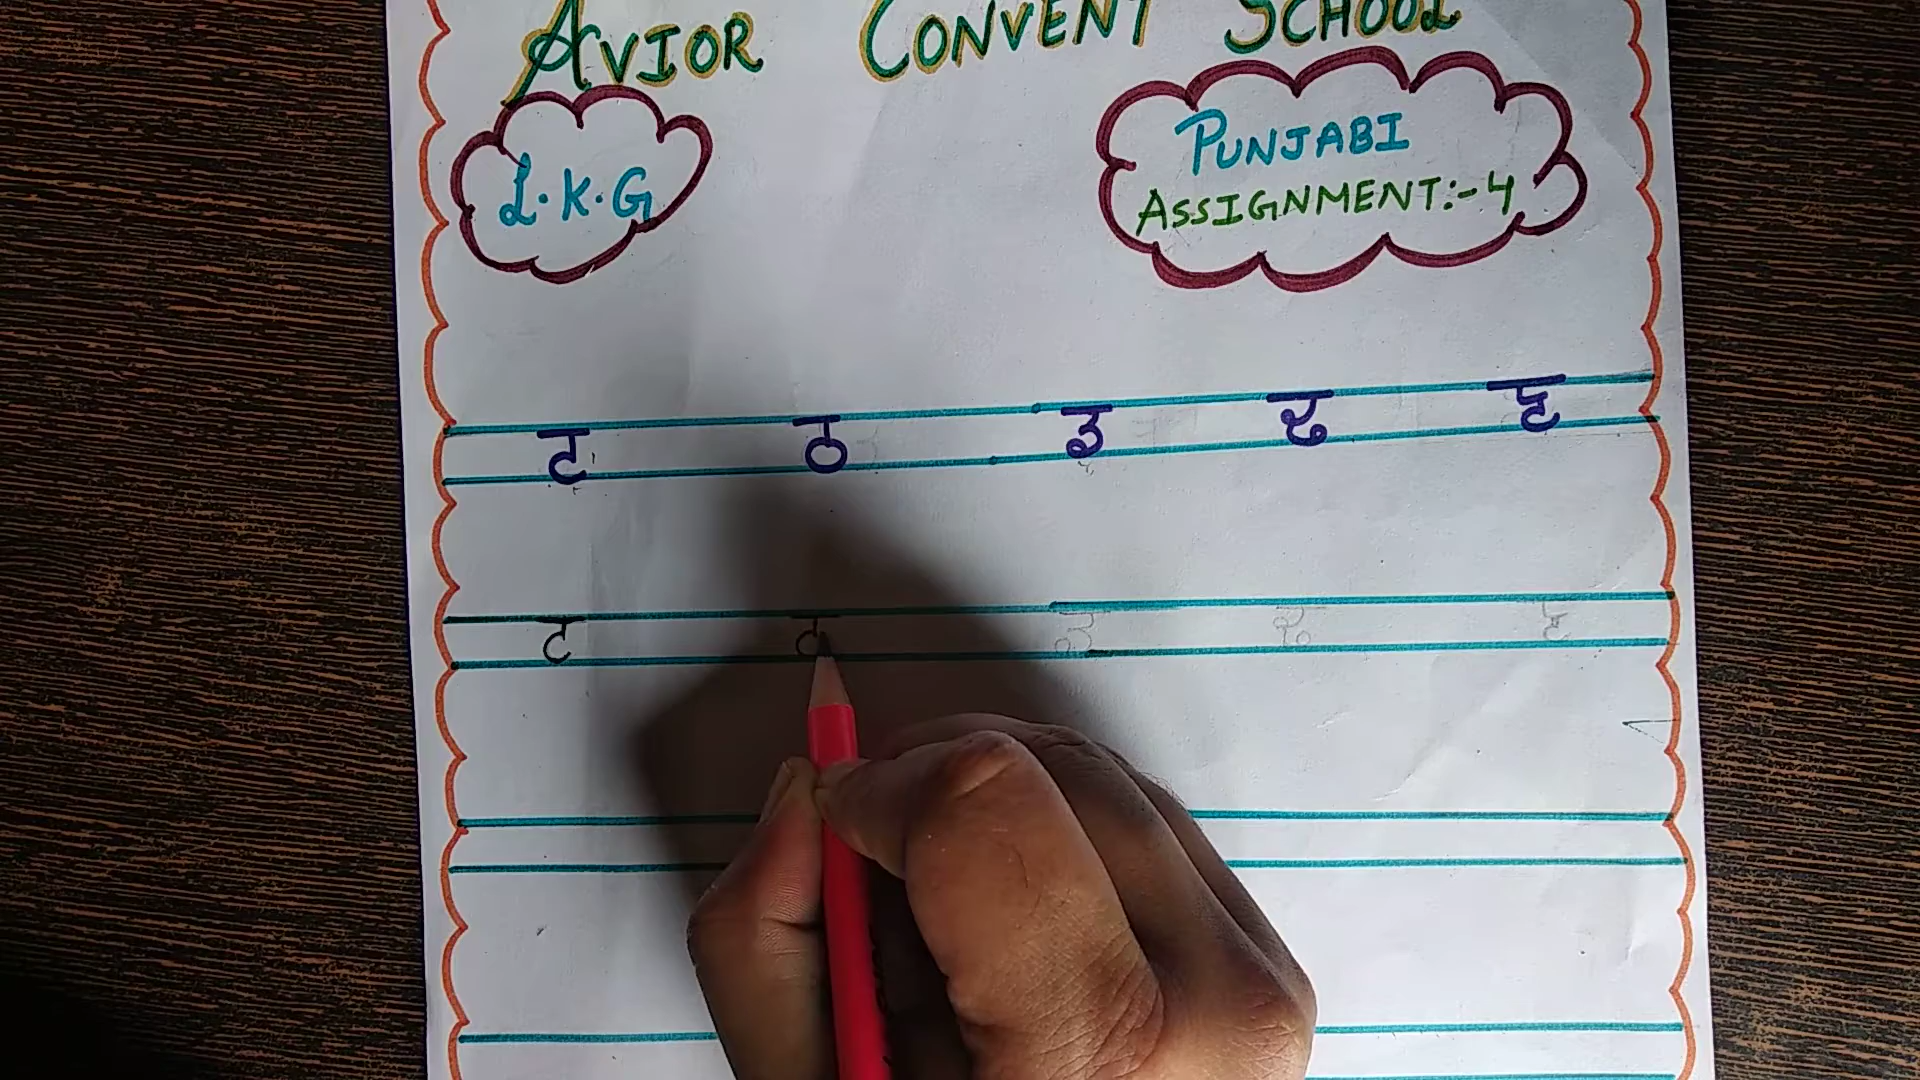 AVIOR CONVENT SCHOOL
L.K.G
PUNJABI
ASSIGNMENT:-4
ਟ ਠ ਡ ਢ ਣ
ਟ ਠ ਡ ਢ ਣ